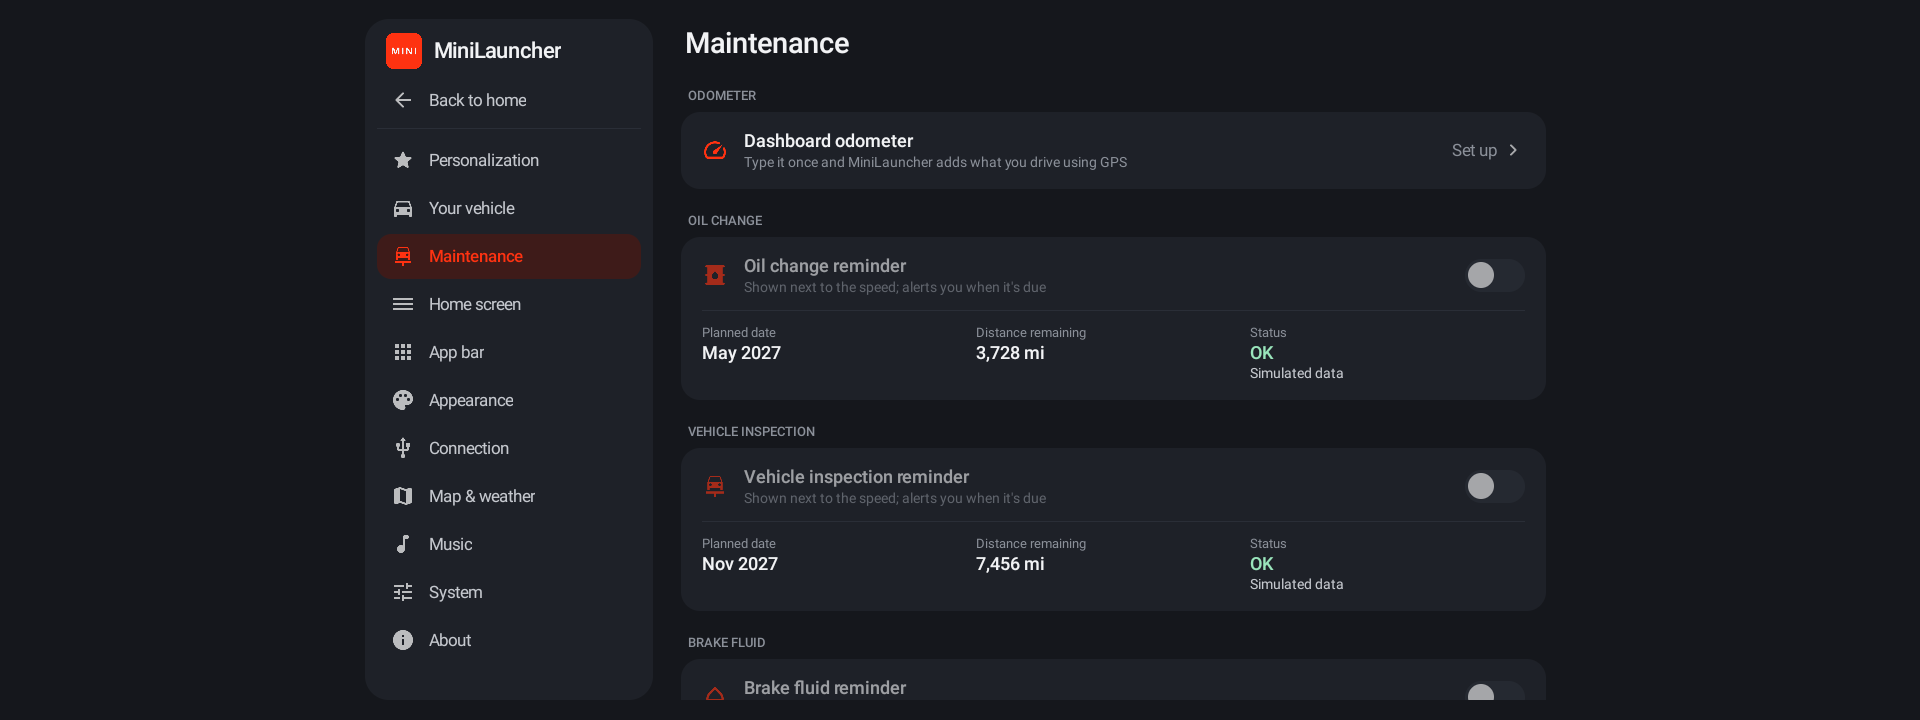 MINI
MiniLauncher
Back to home
Personalization
Your vehicle
Maintenance
Home screen
App bar
Appearance
Connection
Map & weather
Music
System
About
Maintenance
ODOMETER
Dashboard odometer
Type it once and MiniLauncher adds what you drive using GPS
Set up
OIL CHANGE
Oil change reminder
Shown next to the speed; alerts you when it's due
Planned date
May 2027
Distance remaining
3,728 mi
Status
OK
Simulated data
VEHICLE INSPECTION
Vehicle inspection reminder
Shown next to the speed; alerts you when it's due
Planned date
Nov 2027
Distance remaining
7,456 mi
Status
OK
Simulated data
BRAKE FLUID
Brake fluid reminder